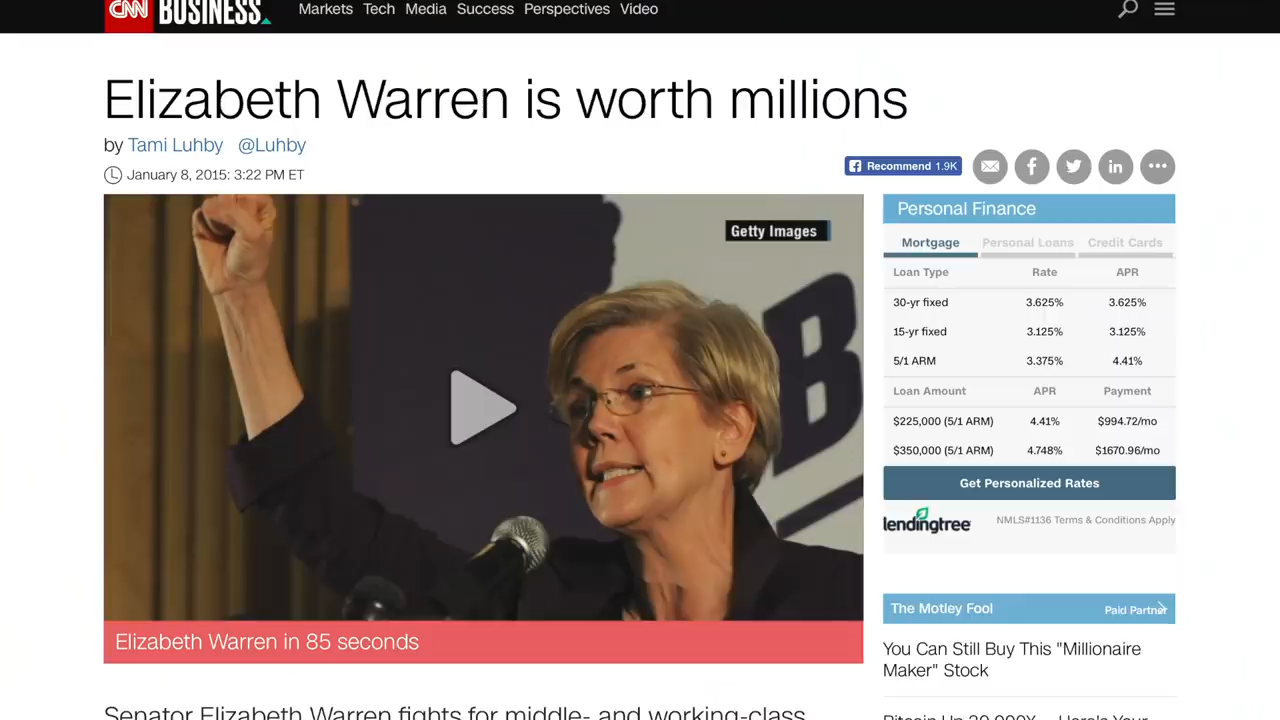 CNN BUSINESS Markets Tech Media Success Perspectives Video
Elizabeth Warren is worth millions
by Tami Luhby @Luhby
January 8, 2015: 3:22 PM ET
Recommend 1.9K
Getty Images
B
Elizabeth Warren in 85 seconds
Senator Elizabeth Warren fights for middle- and working-class
Personal Finance
Mortgage Personal Loans Credit Cards
Loan Type Rate APR
30-yr fixed 3.625% 3.625%
15-yr fixed 3.125% 3.125%
5/1 ARM 3.375% 4.41%
Loan Amount APR Payment
$225,000 (5/1 ARM) 4.41% $994.72/mo
$350,000 (5/1 ARM) 4.748% $1670.96/mo
Get Personalized Rates
lendingtree NMLS#1136 Terms & Conditions Apply
The Motley Fool Paid Partner
You Can Still Buy This "Millionaire
Maker" Stock